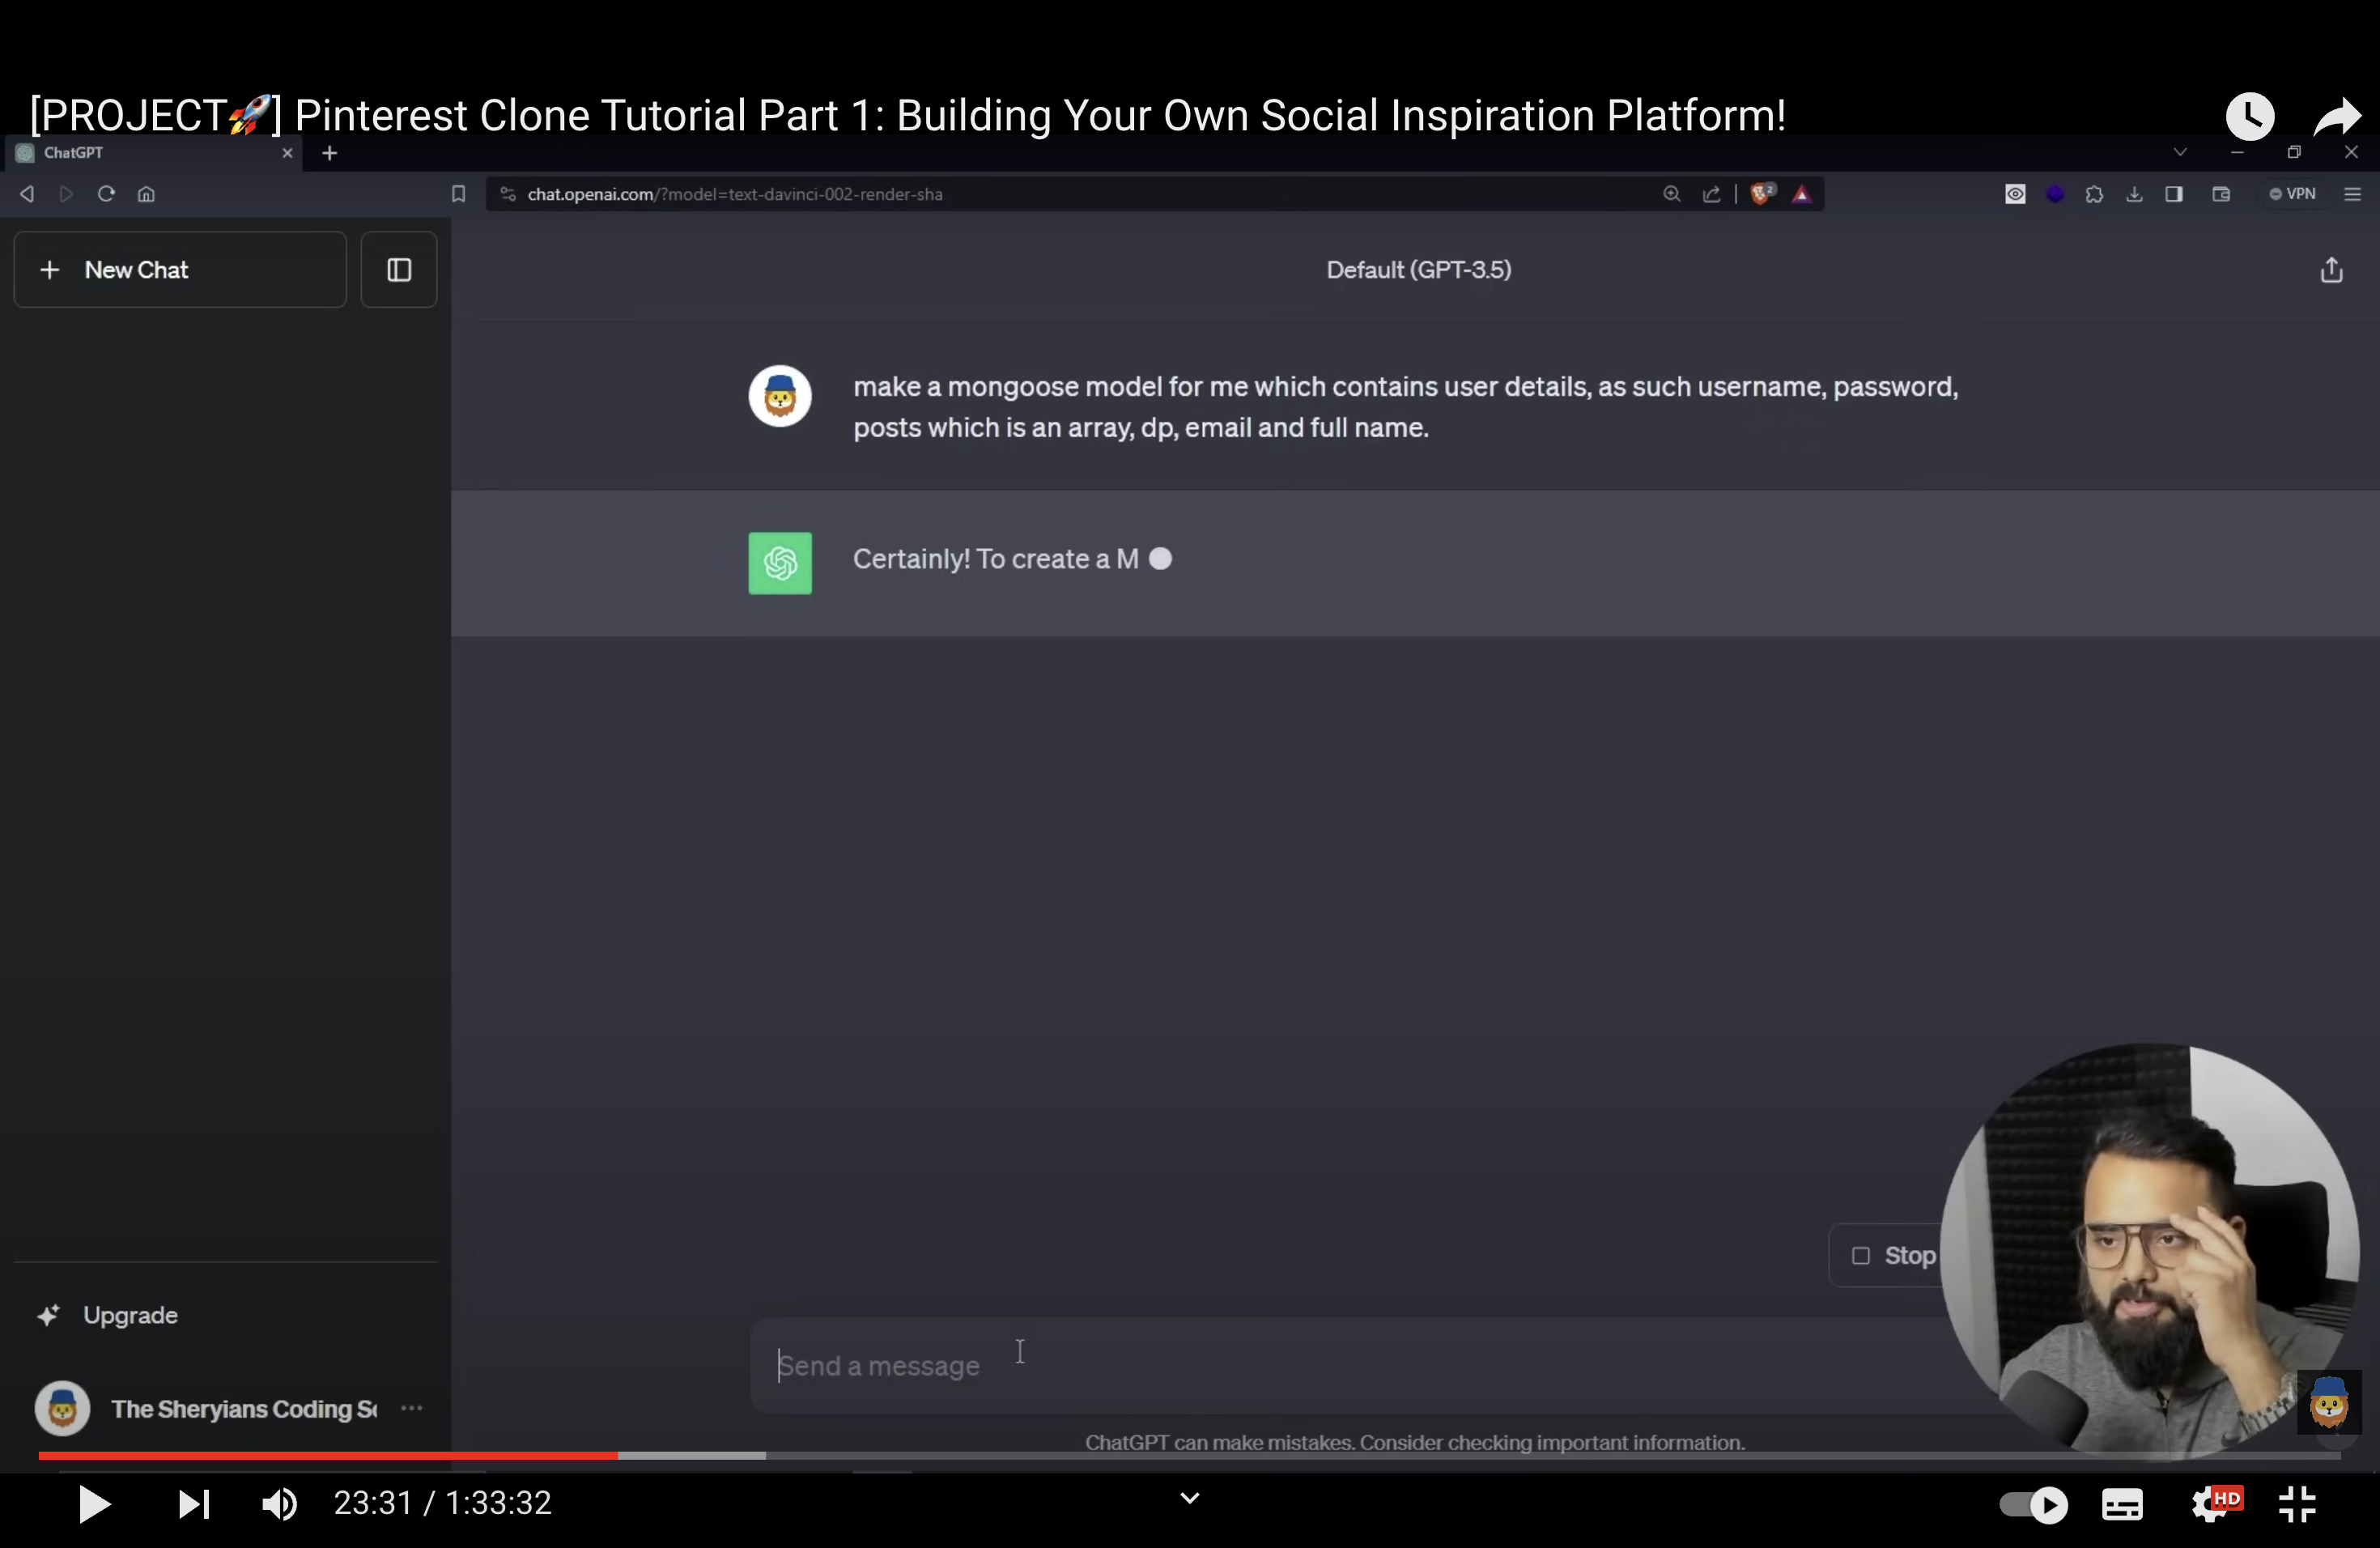 [PROJECT🚀] Pinterest Clone Tutorial Part 1: Building Your Own Social Inspiration Platform!
ChatGPT
chat.openai.com/?model=text-davinci-002-render-sha
2
VPN
New Chat
Default (GPT-3.5)
make a mongoose model for me which contains user details, as such username, password,
posts which is an array, dp, email and full name.
Certainly! To create a M
Stop
Upgrade
Send a message
The Sheryians Coding
ChatGPT can make mistakes. Consider checking important information.
23:31 / 1:33:32
HD